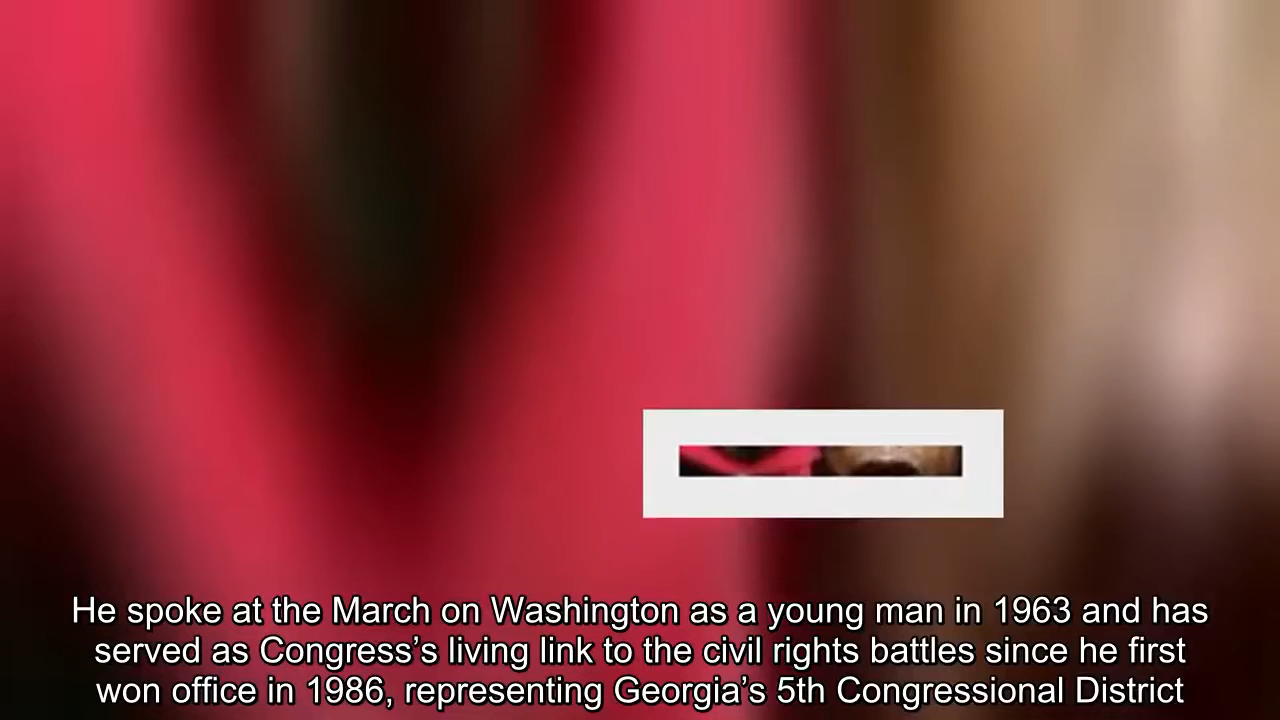 He spoke at the March on Washington as a young man in 1963 and has
served as Congress’s living link to the civil rights battles since he first
won office in 1986, representing Georgia’s 5th Congressional District